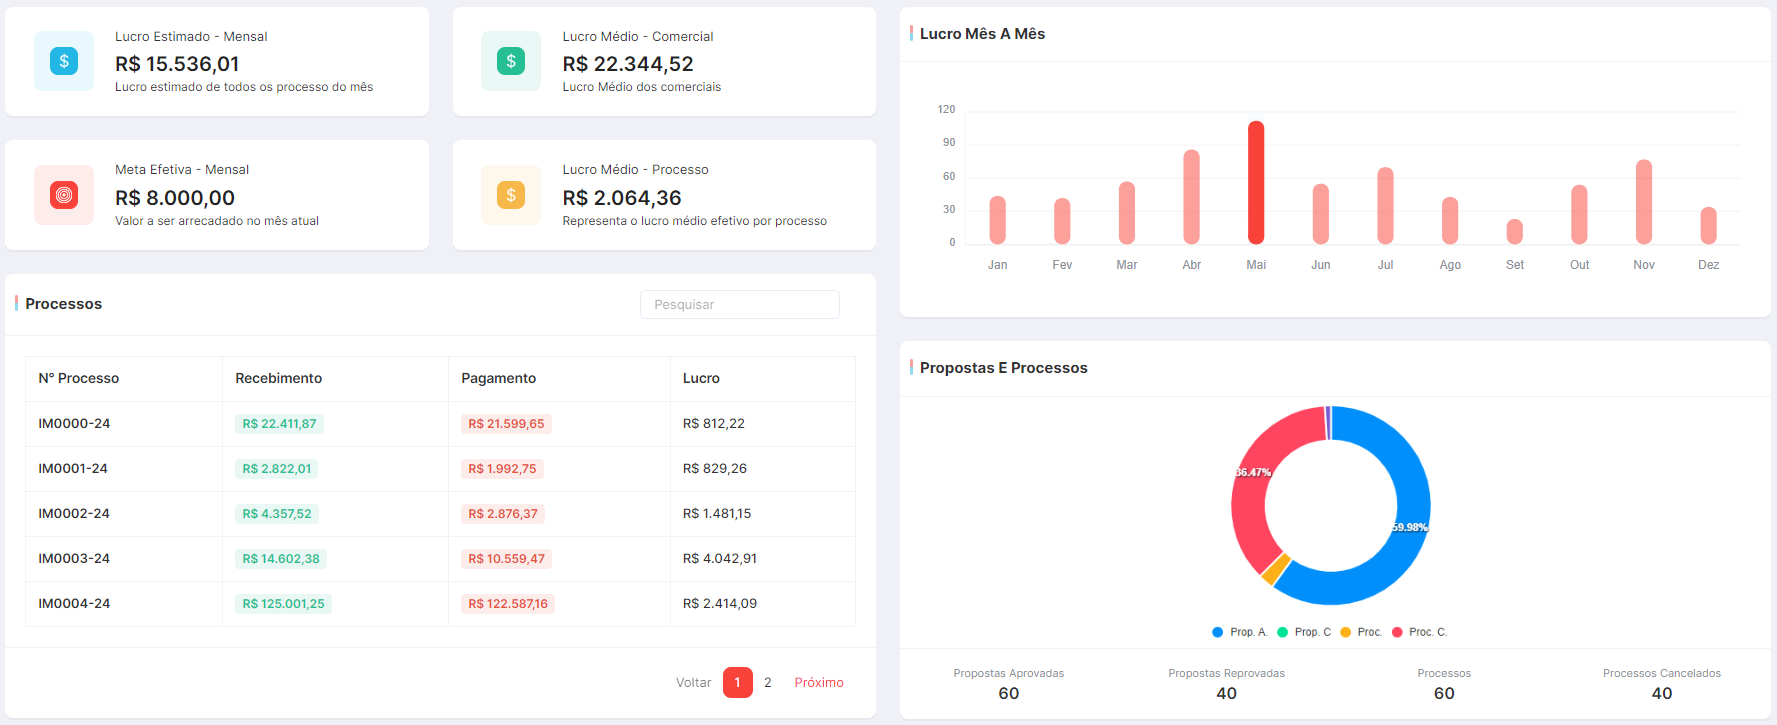 Lucro Estimado - Mensal
R$ 15.536,01
Lucro estimado de todos os processo do mês
Lucro Médio - Comercial
R$ 22.344,52
Lucro Médio dos comerciais
Meta Efetiva - Mensal
R$ 8.000,00
Valor a ser arrecadado no mês atual
Lucro Médio - Processo
R$ 2.064,36
Representa o lucro médio efetivo por processo
Processos
Pesquisar
N° Processo Recebimento Pagamento Lucro
IM0000-24 R$ 22.411,87 R$ 21.599,65 R$ 812,22
IM0001-24 R$ 2.822,01 R$ 1.992,75 R$ 829,26
IM0002-24 R$ 4.357,52 R$ 2.876,37 R$ 1.481,15
IM0003-24 R$ 14.602,38 R$ 10.559,47 R$ 4.042,91
IM0004-24 R$ 125.001,25 R$ 122.587,16 R$ 2.414,09
Voltar 1 2 Próximo
Lucro Mês A Mês
120
90
60
30
0
Jan Fev Mar Abr Mai Jun Jul Ago Set Out Nov Dez
Propostas E Processos
36.47%
59.98%
Prop. A. Prop. C Proc. Proc. C.
Propostas Aprovadas Propostas Reprovadas Processos Processos Cancelados
60 40 60 40